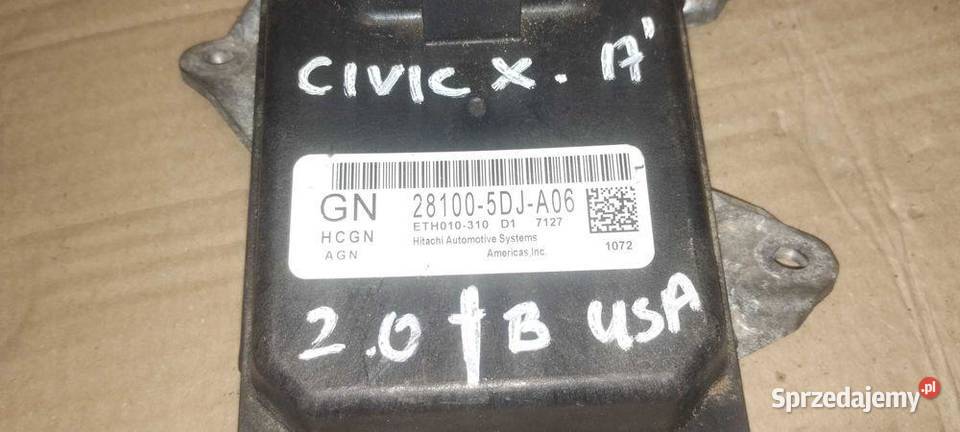 CIVIC X. 17'
GN 28100-5DJ-A06
ETH010-310 D1 7127
HCGN Hitachi Automotive Systems
AGN Americas,Inc. 1072
2.0 tB USA
Sprzedajemy.pl